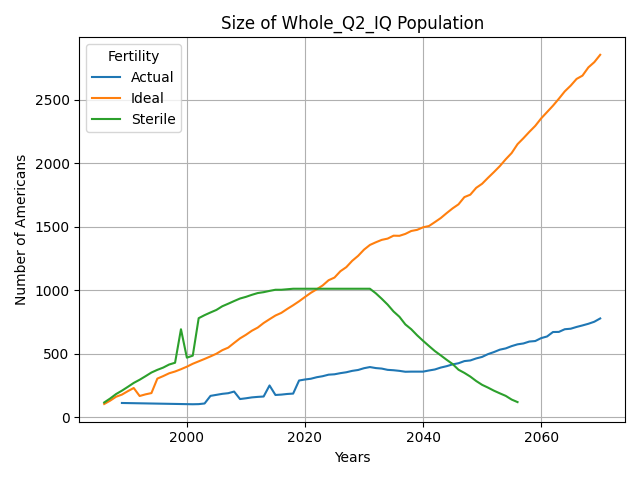 Size of Whole_Q2_IQ Population
Fertility
Actual
Ideal
Sterile
Number of Americans
2500
2000
1500
1000
500
0
2000
2020
2040
2060
Years